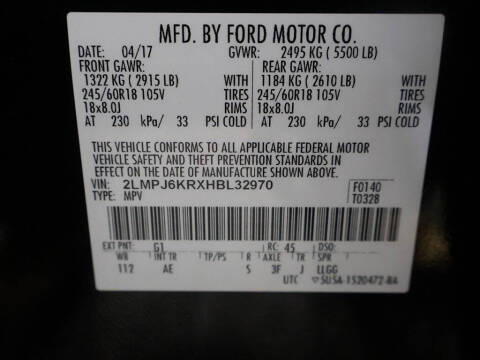 MFD. BY FORD MOTOR CO.
DATE: 04/17 GVWR: 2495 KG ( 5500 LB)
FRONT GAWR: REAR GAWR:
1322 KG ( 2915 LB) WITH 1184 KG ( 2610 LB) WITH
245/60R18 105V TIRES 245/60R18 105V TIRES
18x8.0J RIMS 18x8.0J RIMS
AT 230 kPa/ 33 PSI COLD AT 230 kPa/ 33 PSI COLD
THIS VEHICLE CONFORMS TO ALL APPLICABLE FEDERAL MOTOR
VEHICLE SAFETY AND THEFT PREVENTION STANDARDS IN
EFFECT ON THE DATE OF MANUFACTURE SHOWN ABOVE.
VIN: 2LMPJ6KRXHBL32970 F0140
TYPE: MPV T0328
EXT PNT: G1 RC: 45 DSO:
WB INT TR TP/PS R AXLE TR SPR
112 AE S 3F J LLGG
UTC ▽5U5A-1520472-BA